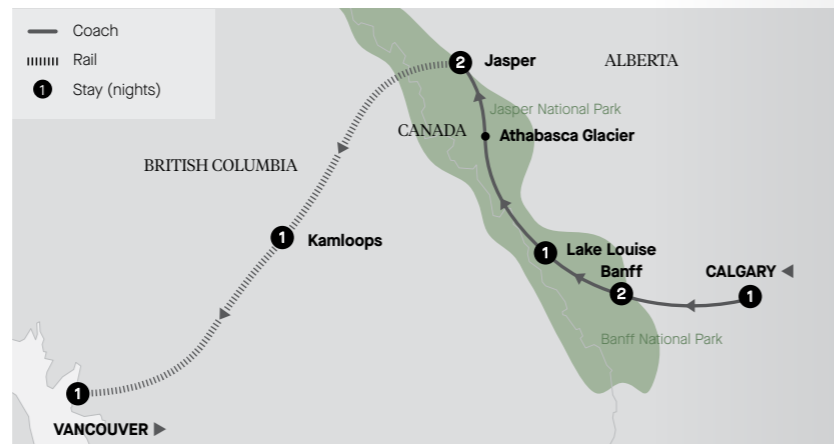 Coach
Rail
1 Stay (nights)
2 Jasper
ALBERTA
Jasper National Park
CANADA
Athabasca Glacier
BRITISH COLUMBIA
1 Kamloops
1 Lake Louise
Banff
2
CALGARY
1
Banff National Park
1
VANCOUVER